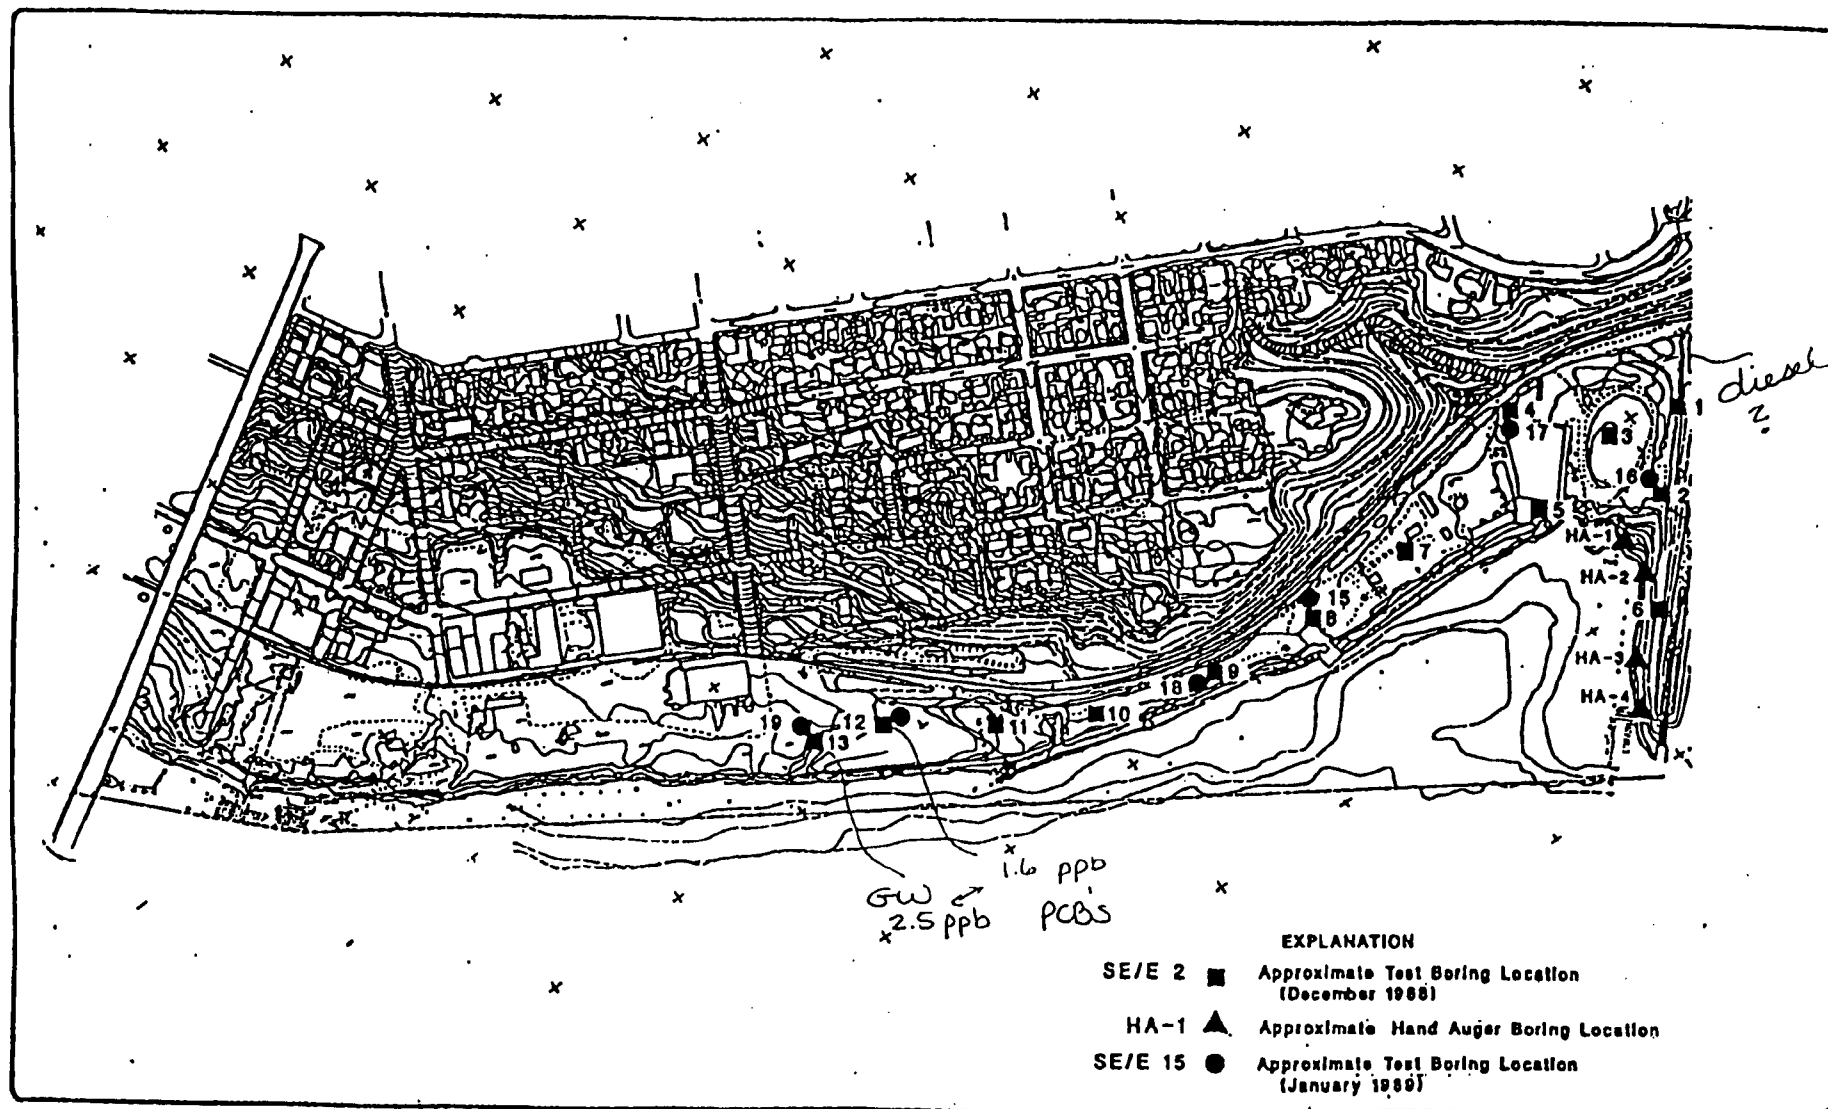 diesel
?
1
4
17
3
16
2
5
HA-1
7
HA-2
15
6
8
HA-3
9
18
HA-4
10
19
12
11
13
1.6 ppb
GW
2.5 ppb PCBS
EXPLANATION
SE/E 2 Approximate Test Boring Location
(December 1988)
HA-1 Approximate Hand Auger Boring Location
SE/E 15 Approximate Test Boring Location
(January 1989)